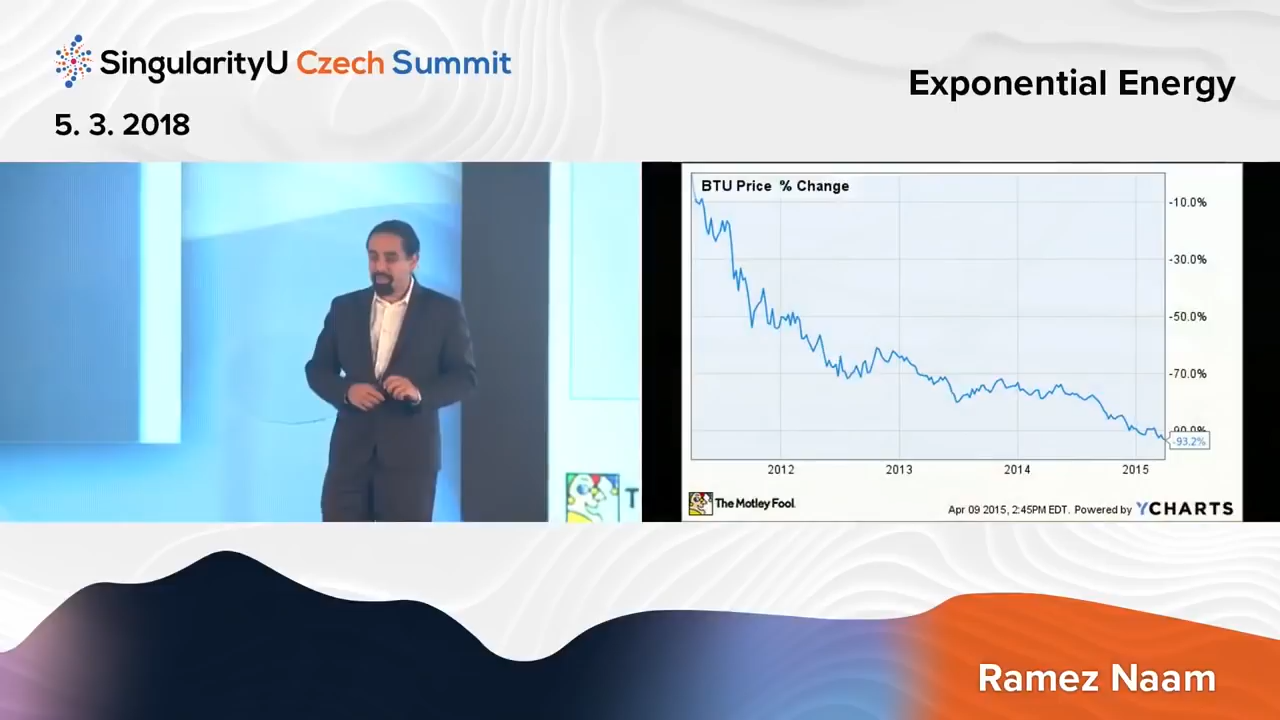 SingularityU Czech Summit
5. 3. 2018
Exponential Energy
BTU Price % Change
-10.0%
-30.0%
-50.0%
-70.0%
-93.2%
2012 2013 2014 2015
The Motley Fool.
Apr 09 2015, 2:45PM EDT. Powered by YCHARTS
T
Ramez Naam